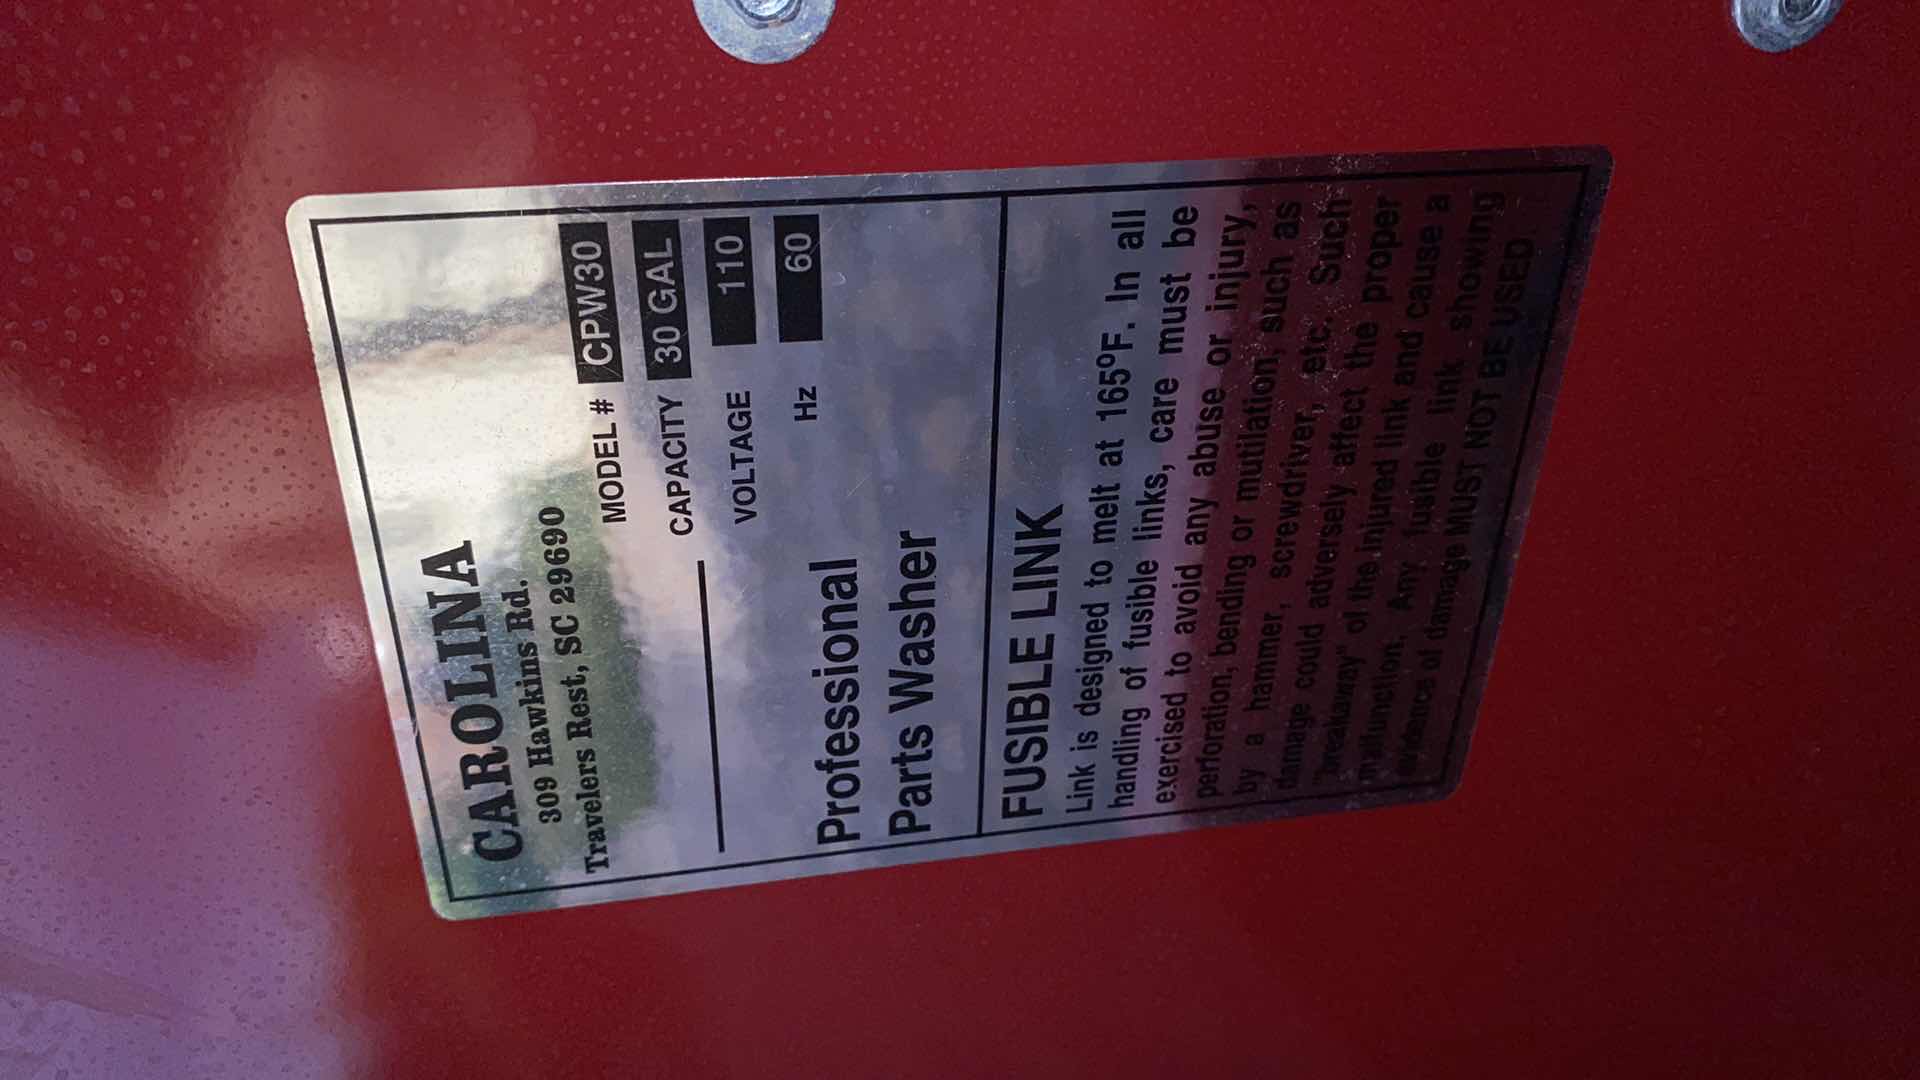 CAROLINA
309 Hawkins Rd.
Travelers Rest, SC 29690
MODEL # CPW30
CAPACITY 30 GAL
VOLTAGE 110
Hz 60
Professional
Parts Washer
FUSIBLE LINK
Link is designed to melt at 165ºF. In all
handling of fusible links, care must be
exercised to avoid any abuse or injury,
perforation, bending or mutilation, such as
by a hammer, screwdriver, etc. Such
damage could adversely affect the proper
"breakaway" of the injured link and cause a
malfunction. Any fusible link showing
evidence of damage MUST NOT BE USED